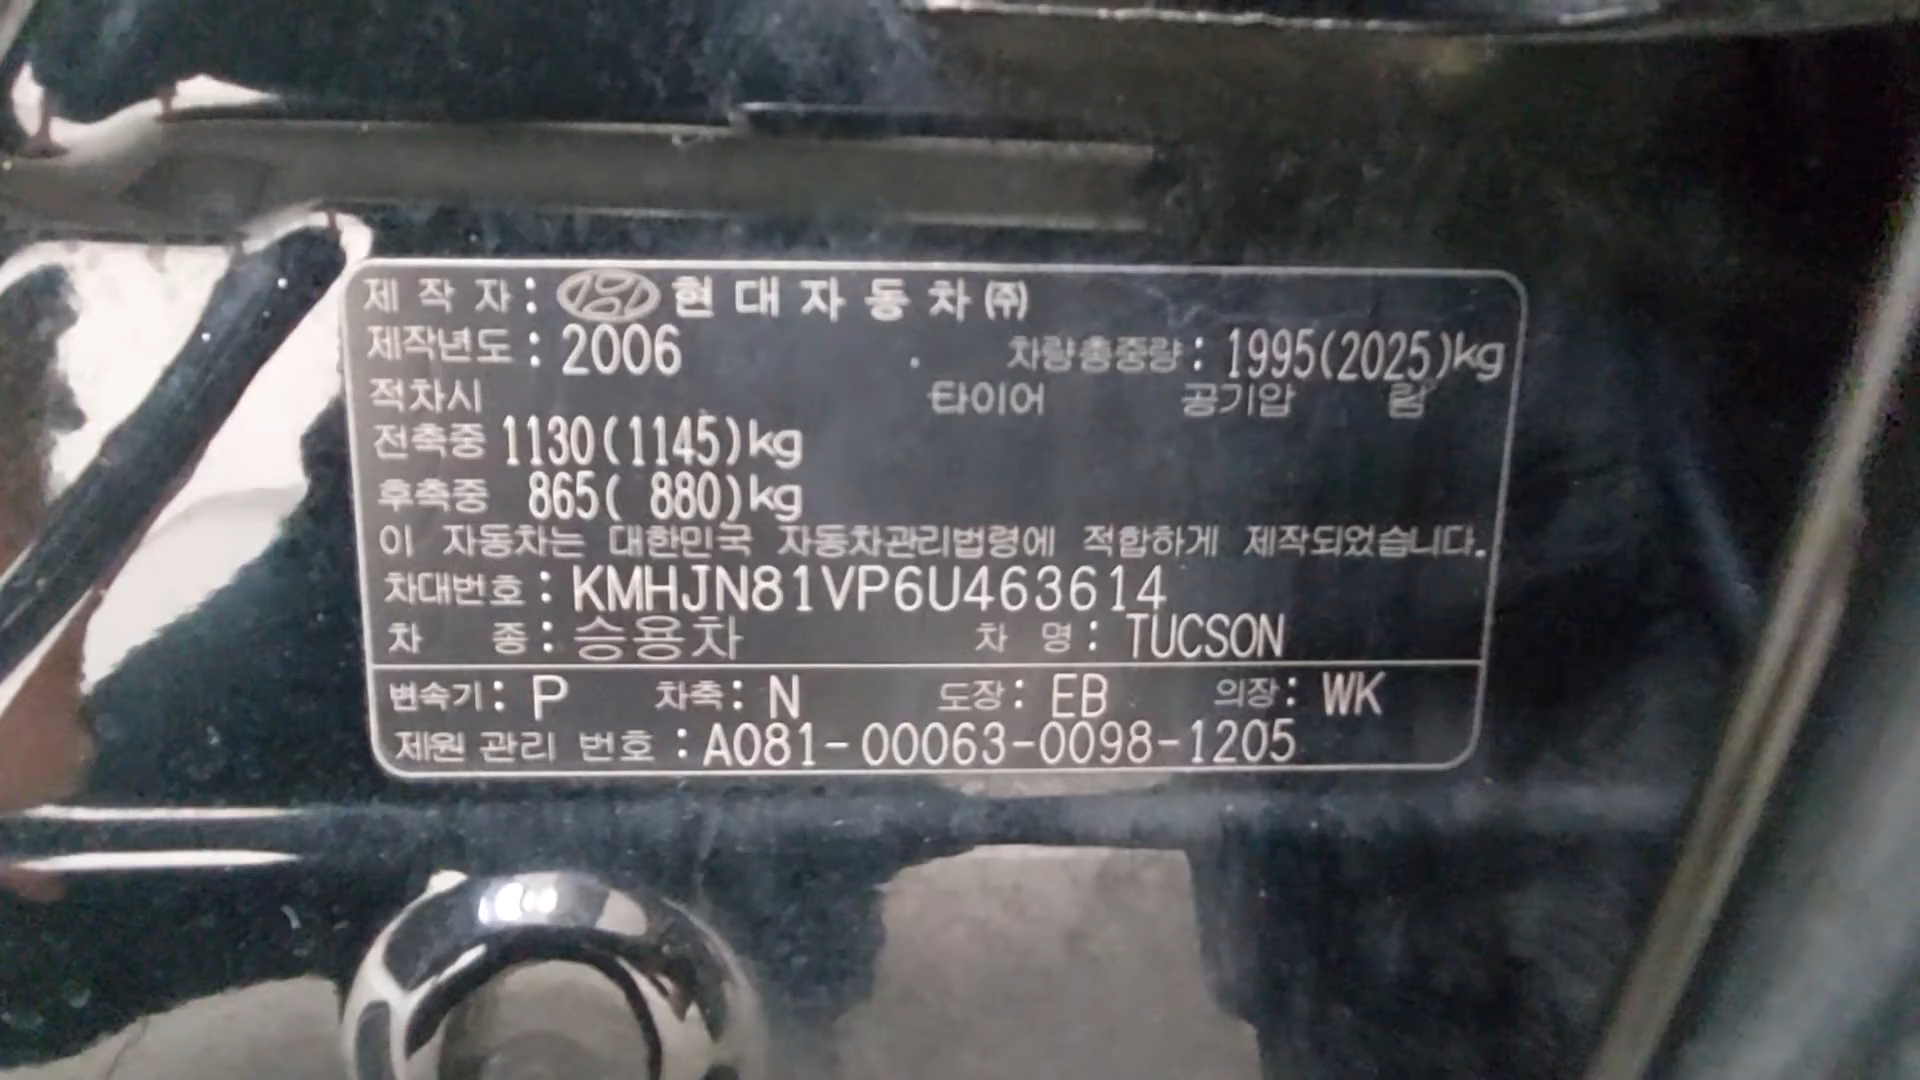 제 작 자 : 현 대 자 동 차 ㈜
제작년도 : 2006 차량총중량 : 1995(2025)kg
적차시 타이어 공기압 림
전축중 1130(1145)kg
후축중 865( 880)kg
이 자동차는 대한민국 자동차관리법령에 적합하게 제작되었습니다.
차대번호 : KMHJN81VP6U463614
차 종 : 승용차 차 명 : TUCSON
변속기 : P 차축 : N 도장 : EB 의장 : WK
제원 관리 번호 : A081-00063-0098-1205